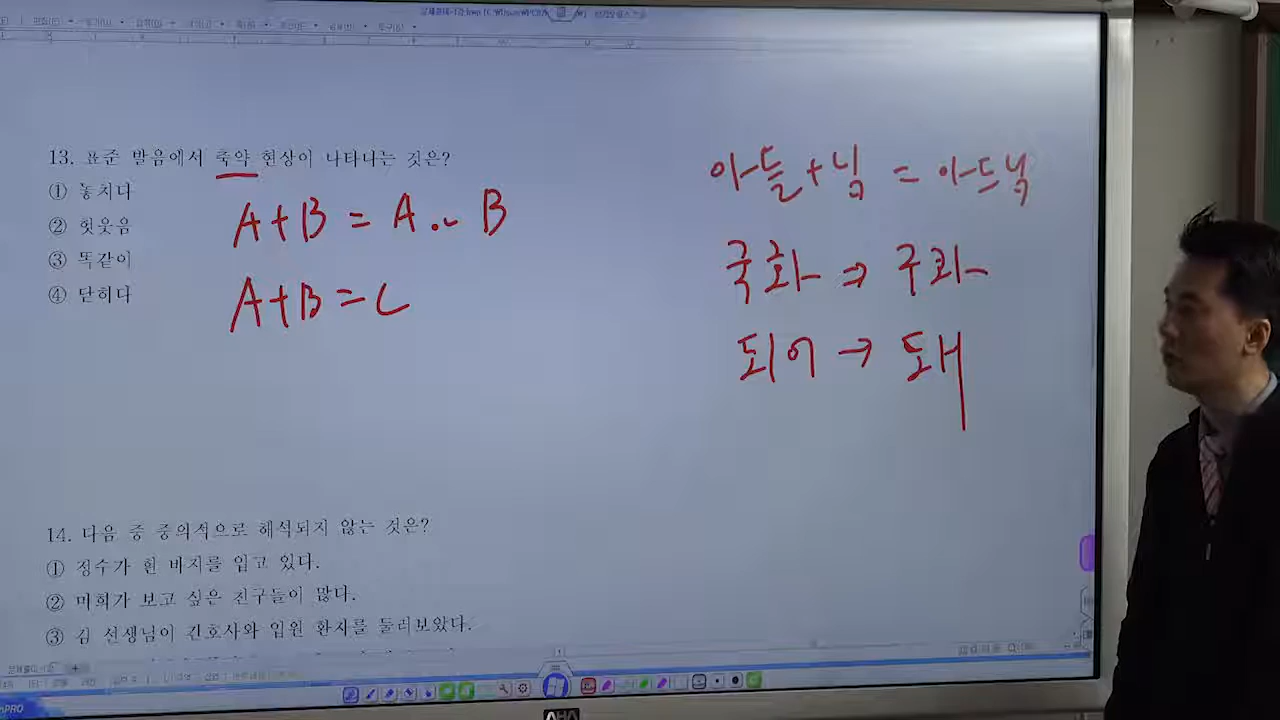 13. 표준 발음에서 축약 현상이 나타나는 것은?
① 놓치다
② 헛웃음
③ 똑같이
④ 닫히다
A+B = A. B
A+B = C
아들+님 = 아드님
국화 ⇒ 구콰
되어 → 돼
14. 다음 중 중의적으로 해석되지 않는 것은?
① 정수가 흰 바지를 입고 있다.
② 미희가 보고 싶은 친구들이 많다.
③ 김 선생님이 간호사와 입원 환자를 둘러보았다.
AHA